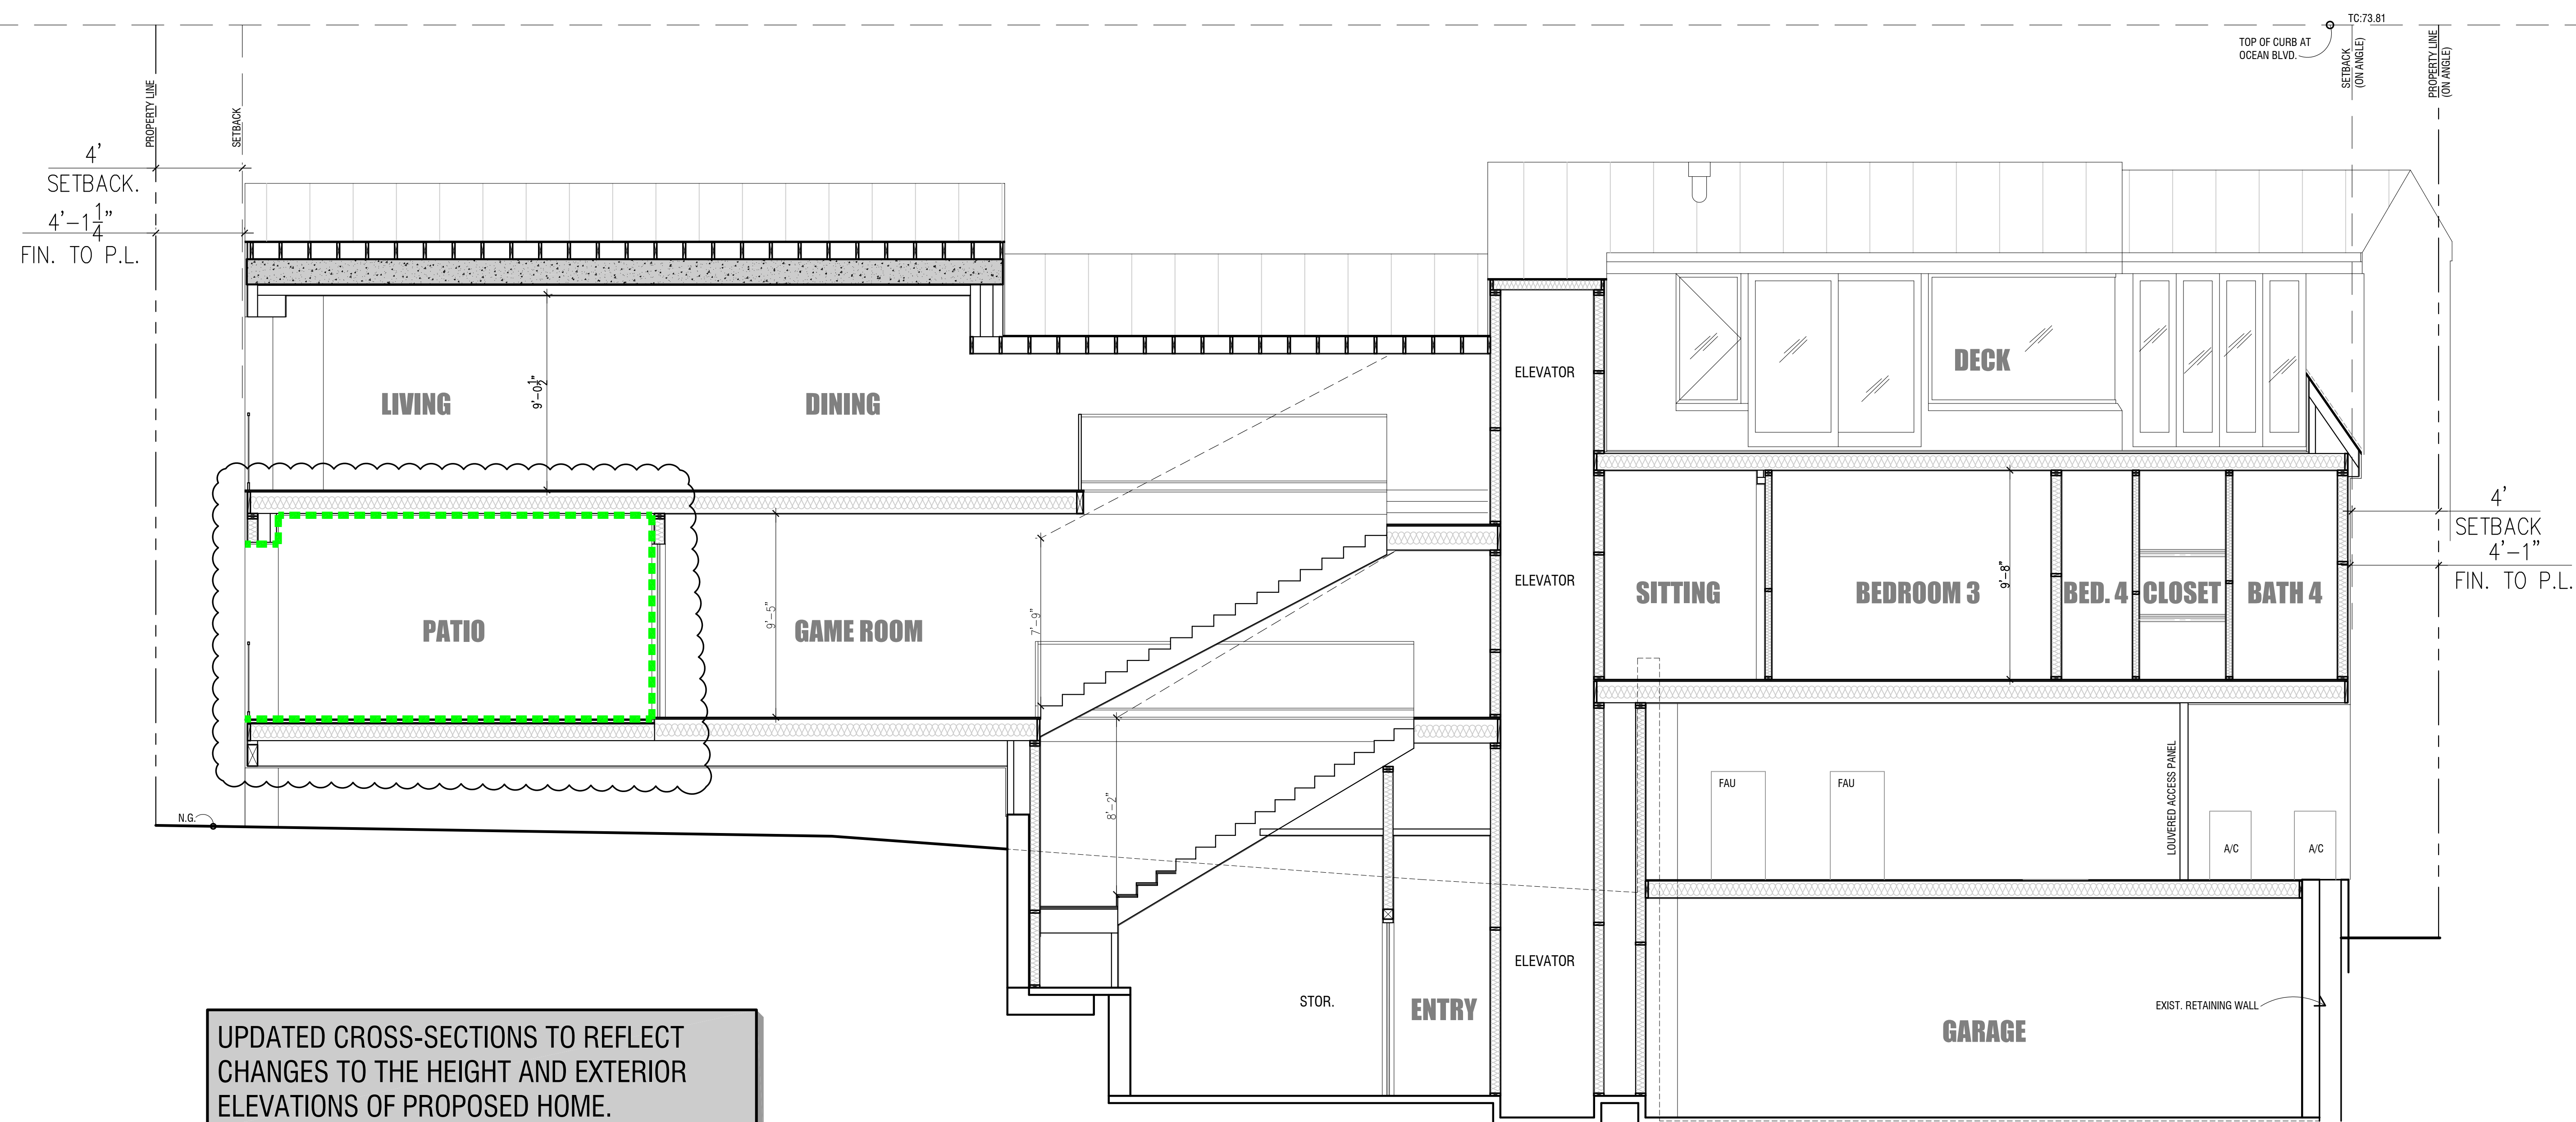 TC:73.81
TOP OF CURB AT
OCEAN BLVD.
SETBACK
(ON ANGLE)
PROPERTY LINE
(ON ANGLE)
PROPERTY LINE
SETBACK
4'
SETBACK.
4'-1 1/4"
FIN. TO P.L.
LIVING
9'-0 1/2"
DINING
ELEVATOR
DECK
4'
SETBACK
4'-1"
FIN. TO P.L.
PATIO
9'-5"
GAME ROOM
7'-9"
ELEVATOR
SITTING
BEDROOM 3
9'-8"
BED. 4
CLOSET
BATH 4
N.G.
8'-2"
FAU
FAU
LOUVERED ACCESS PANEL
A/C
A/C
ELEVATOR
STOR.
ENTRY
GARAGE
EXIST. RETAINING WALL
UPDATED CROSS-SECTIONS TO REFLECT
CHANGES TO THE HEIGHT AND EXTERIOR
ELEVATIONS OF PROPOSED HOME.